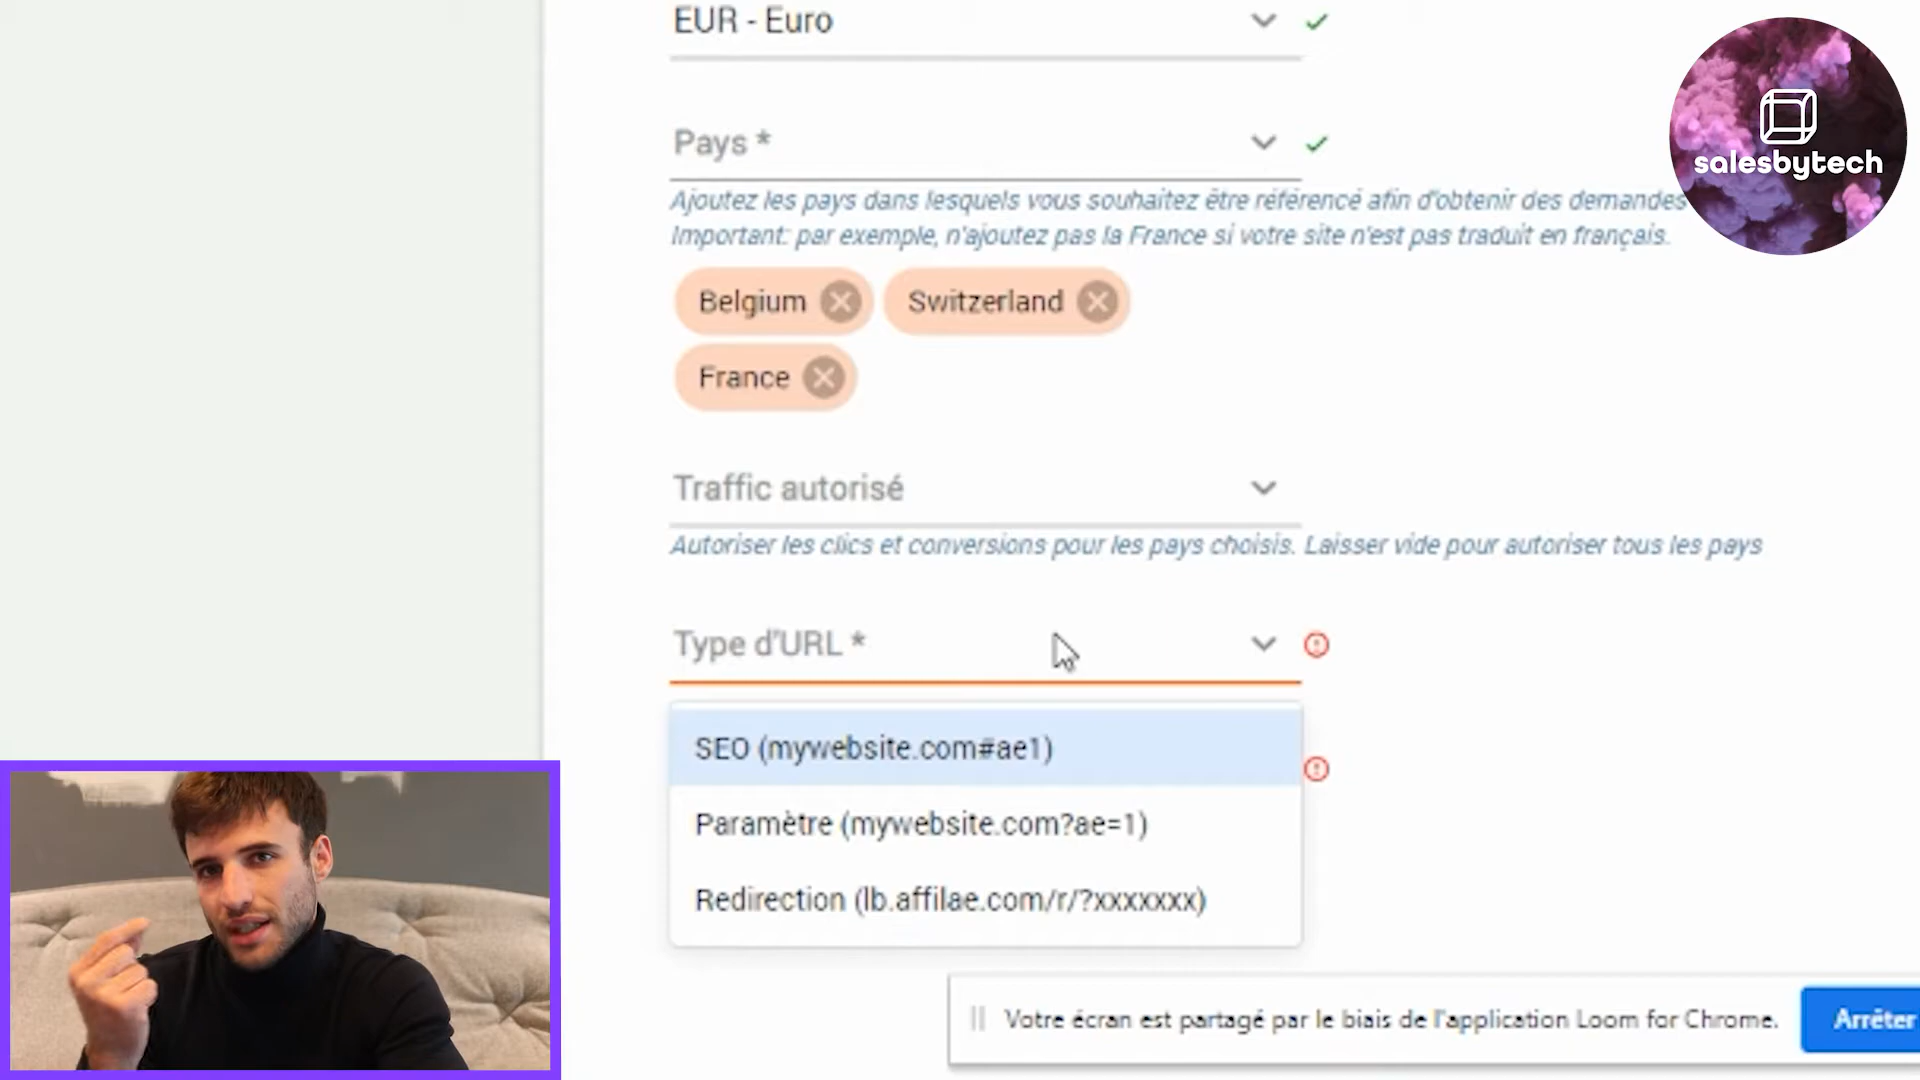 EUR - Euro
Pays *
Ajoutez les pays dans lesquels vous souhaitez être référencé afin d'obtenir des demandes
Important: par exemple, n'ajoutez pas la France si votre site n'est pas traduit en français.
salesbytech
Belgium
Switzerland
France
Traffic autorisé
Autoriser les clics et conversions pour les pays choisis. Laisser vide pour autoriser tous les pays
Type d'URL *
SEO (mywebsite.com#ae1)
Paramètre (mywebsite.com?ae=1)
Redirection (lb.affilae.com/r/?xxxxxxx)
Votre écran est partagé par le biais de l'application Loom for Chrome.
Arrêter